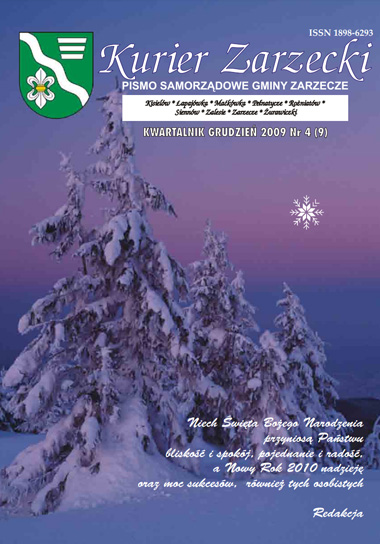 ISSN 1898-6293
Kurier Zarzecki
PISMO SAMORZĄDOWE GMINY ZARZECZE
Kisielów * Łapajówka * Maćkówka * Pełnatycze * Rożniatów *
Siennów * Zalesie * Zarzecze * Żurawiczki
KWARTALNIK GRUDZIEŃ 2009 Nr 4 (9)
Niech Święta Bożego Narodzenia
przyniosą Państwu
bliskość i spokój, pojednanie i radość,
a Nowy Rok 2010 nadzieję
oraz moc sukcesów, również tych osobistych
Redakcja